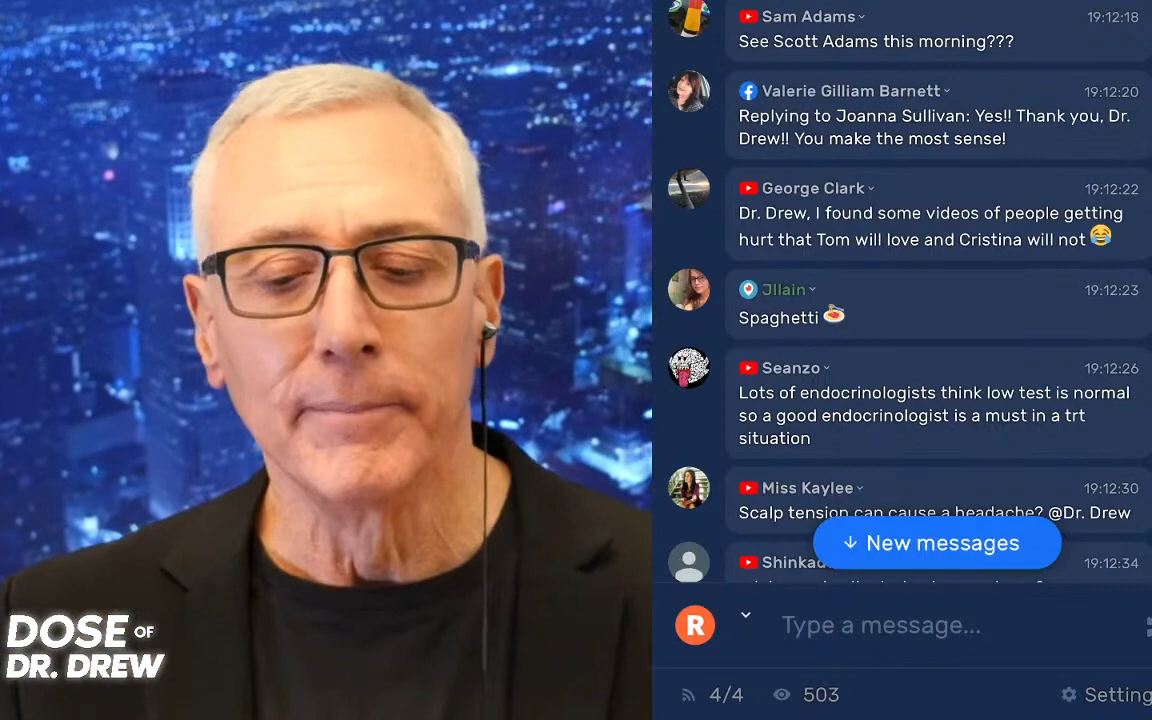 Sam Adams
19:12:18
See Scott Adams this morning???
Valerie Gilliam Barnett
19:12:20
Replying to Joanna Sullivan: Yes!! Thank you, Dr.
Drew!! You make the most sense!
George Clark
19:12:22
Dr. Drew, I found some videos of people getting
hurt that Tom will love and Cristina will not 😂
Jllain
19:12:23
Spaghetti 🍝
Seanzo
19:12:26
Lots of endocrinologists think low test is normal
so a good endocrinologist is a must in a trt
situation
Miss Kaylee
19:12:30
Scalp tension can cause a headache? @Dr. Drew
↓ New messages
19:12:34
R
Type a message...
4/4
503
DOSE OF
DR. DREW